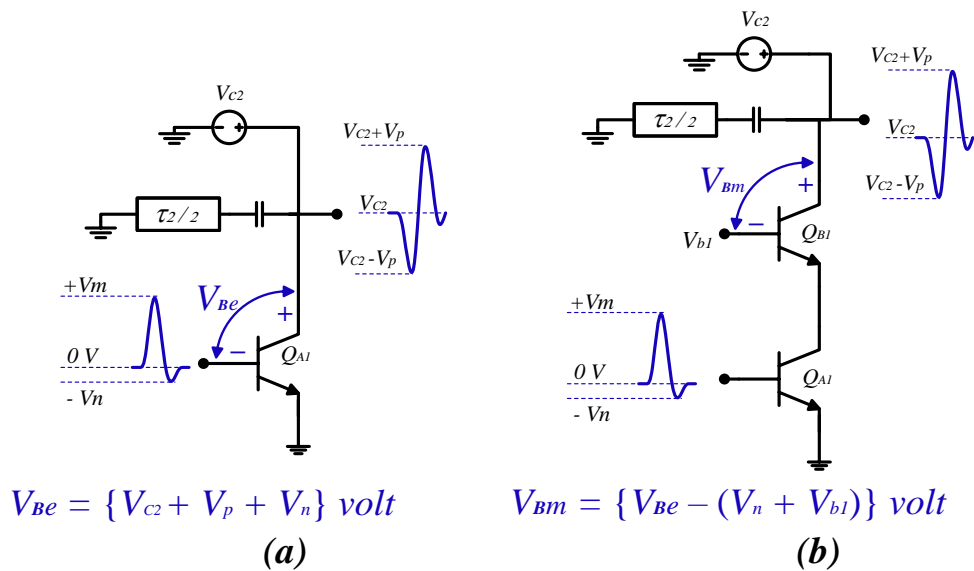 Vc2
τ2/2
VC2+Vp
VC2
VC2-Vp
VBe
+
−
+Vm
0 V
- Vn
QA1
VBe = {VC2 + Vp + Vn} volt
(a)
Vc2
τ2/2
VC2+Vp
VC2
VC2-Vp
VBm
+
−
Vb1
QB1
+Vm
0 V
- Vn
QA1
VBm = {VBe − (Vn + Vb1)} volt
(b)